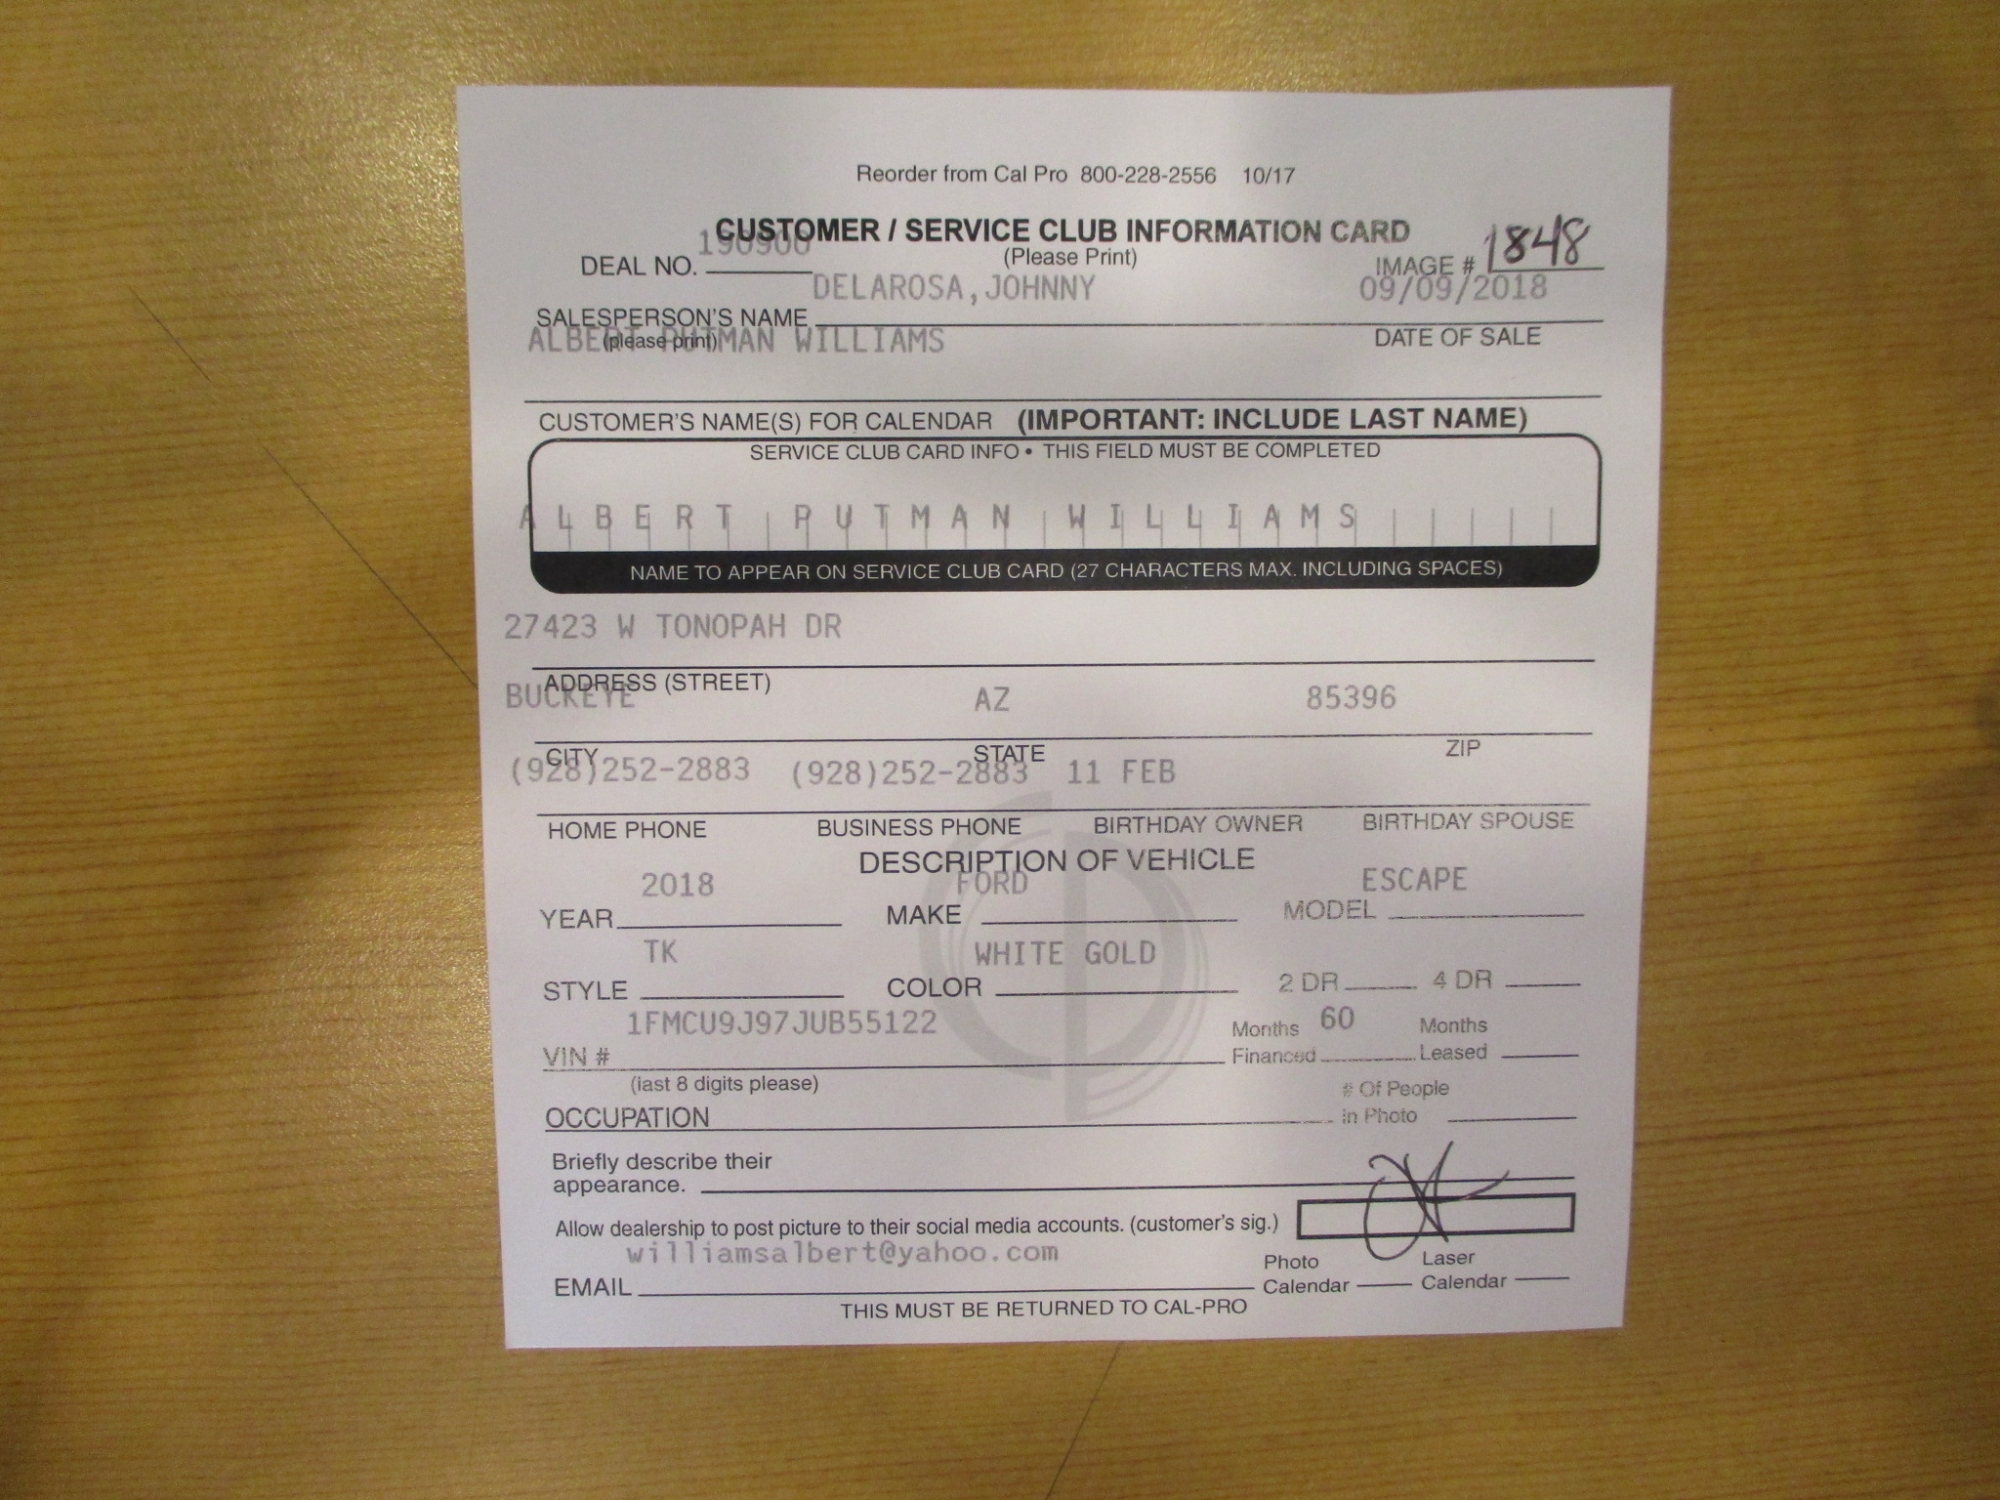 Reorder from Cal Pro 800-228-2556 10/17
CUSTOMER / SERVICE CLUB INFORMATION CARD
(Please Print)
DEAL NO. 190900
IMAGE # 1848
DELAROSA,JOHNNY 09/09/2018
SALESPERSON'S NAME
(please print)
DATE OF SALE
ALBERT PUTMAN WILLIAMS
CUSTOMER'S NAME(S) FOR CALENDAR (IMPORTANT: INCLUDE LAST NAME)
SERVICE CLUB CARD INFO • THIS FIELD MUST BE COMPLETED
ALBERT PUTMAN WILLIAMS
NAME TO APPEAR ON SERVICE CLUB CARD (27 CHARACTERS MAX. INCLUDING SPACES)
27423 W TONOPAH DR
ADDRESS (STREET)
BUCKEYE AZ 85396
CITY STATE ZIP
(928)252-2883 (928)252-2883 11 FEB
HOME PHONE BUSINESS PHONE BIRTHDAY OWNER BIRTHDAY SPOUSE
DESCRIPTION OF VEHICLE
2018 FORD ESCAPE
YEAR MAKE MODEL
TK WHITE GOLD
STYLE COLOR 2 DR 4 DR
1FMCU9J97JUB55122
VIN #
(last 8 digits please)
Months Financed 60 Months Leased
OCCUPATION
# Of People In Photo
Briefly describe their
appearance.
Allow dealership to post picture to their social media accounts. (customer's sig.)
williamsalbert@yahoo.com
EMAIL
Photo Calendar Laser Calendar
THIS MUST BE RETURNED TO CAL-PRO